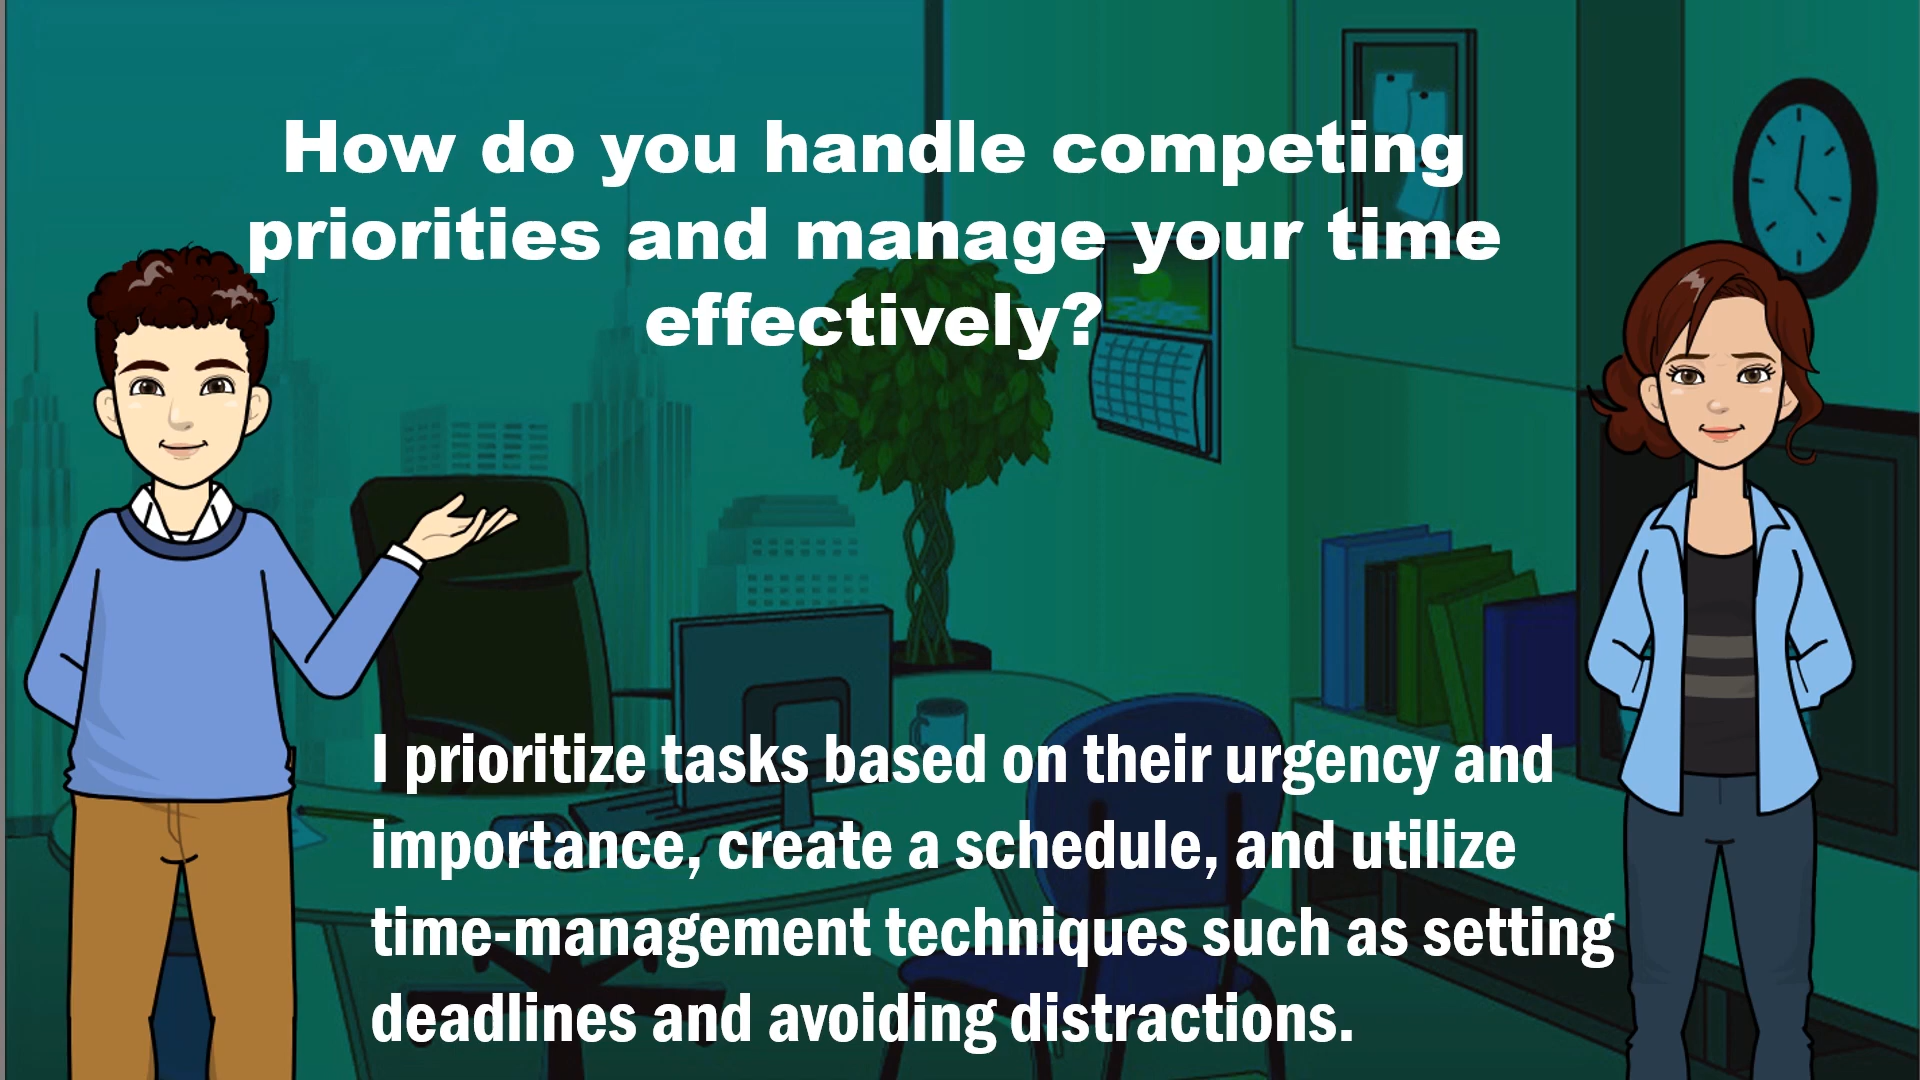 How do you handle competing
priorities and manage your time
effectively?
I prioritize tasks based on their urgency and
importance, create a schedule, and utilize
time-management techniques such as setting
deadlines and avoiding distractions.